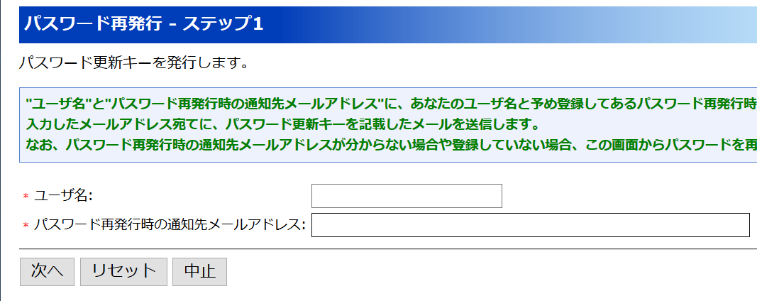 パスワード再発行 - ステップ1
パスワード更新キーを発行します。
"ユーザ名"と"パスワード再発行時の通知先メールアドレス"に、あなたのユーザ名と予め登録してあるパスワード再発行時
入力したメールアドレス宛てに、パスワード更新キーを記載したメールを送信します。
なお、パスワード再発行時の通知先メールアドレスが分からない場合や登録していない場合、この画面からパスワードを再
* ユーザ名:
* パスワード再発行時の通知先メールアドレス:
次へ リセット 中止